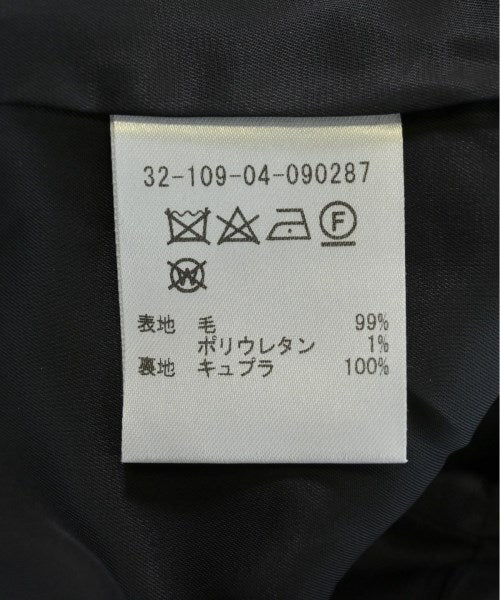 32-109-04-090287
F
W
表地 毛 99%
ポリウレタン 1%
裏地 キュプラ 100%